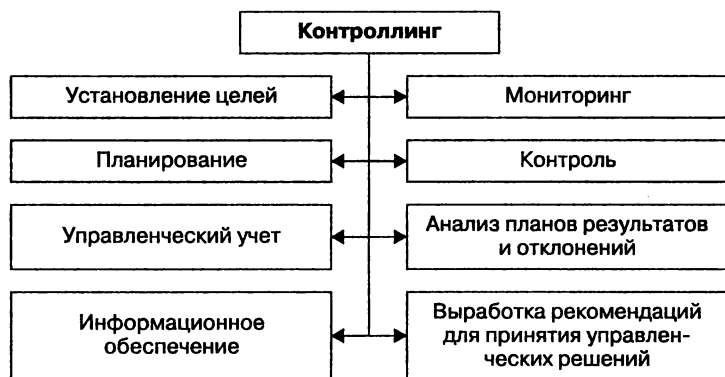 Контроллинг
Установление целей
Мониторинг
Планирование
Контроль
Управленческий учет
Анализ планов результатов
и отклонений
Информационное
обеспечение
Выработка рекомендаций
для принятия управлен-
ческих решений